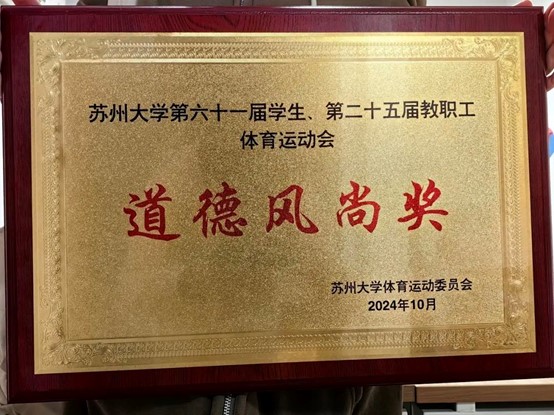 苏州大学第六十一届学生、第二十五届教职工
体育运动会
道德风尚奖
苏州大学体育运动委员会
2024年10月